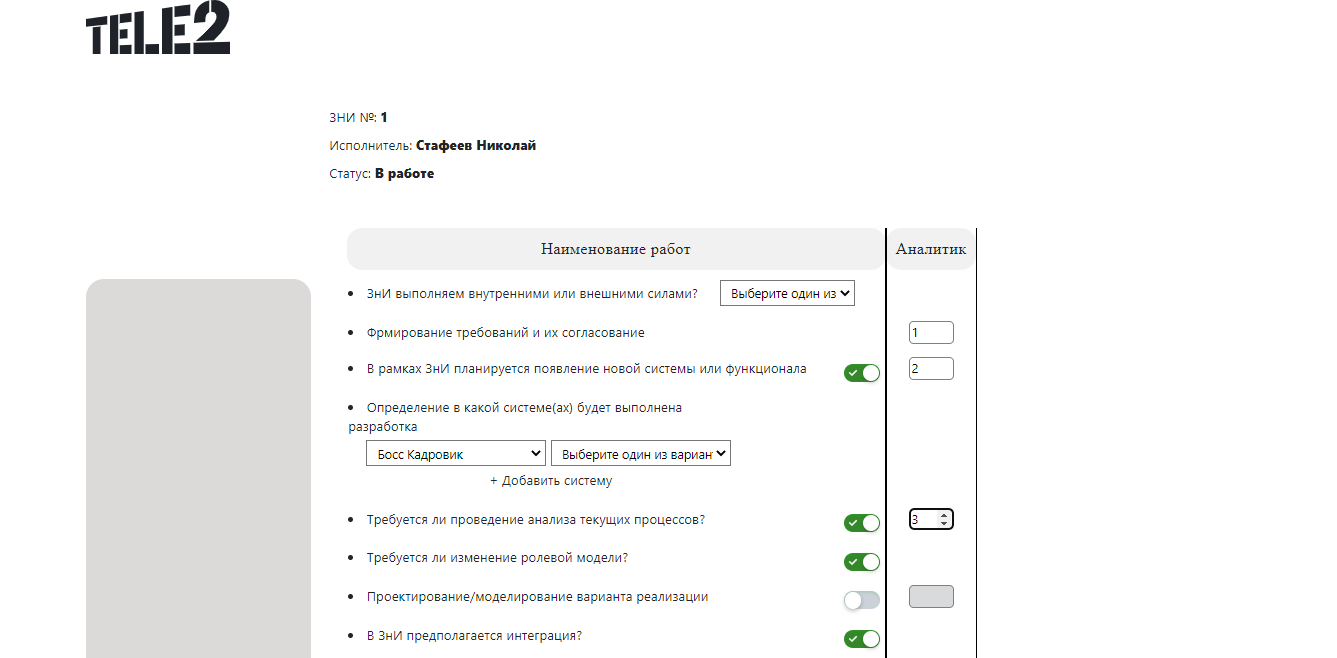 TELE2
ЗНИ №: 1
Исполнитель: Стафеев Николай
Статус: В работе
Наименование работ
Аналитик
ЗнИ выполняем внутренними или внешними силами?
Выберите один из
Фрмирование требований и их согласование
1
В рамках ЗнИ планируется появление новой системы или функционала
2
Определение в какой системе(ах) будет выполнена
разработка
Босс Кадровик
Выберите один из вариан
+ Добавить систему
Требуется ли проведение анализа текущих процессов?
3
Требуется ли изменение ролевой модели?
Проектирование/моделирование варианта реализации
В ЗнИ предполагается интеграция?